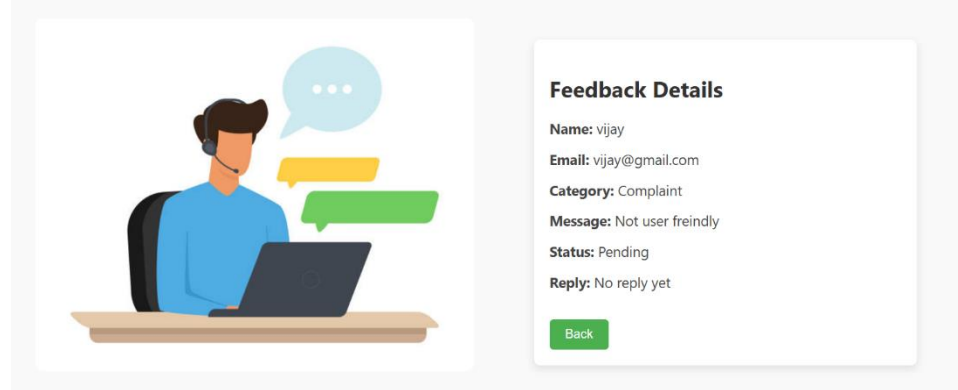 Feedback Details
Name: vijay
Email: vijay@gmail.com
Category: Complaint
Message: Not user freindly
Status: Pending
Reply: No reply yet
Back